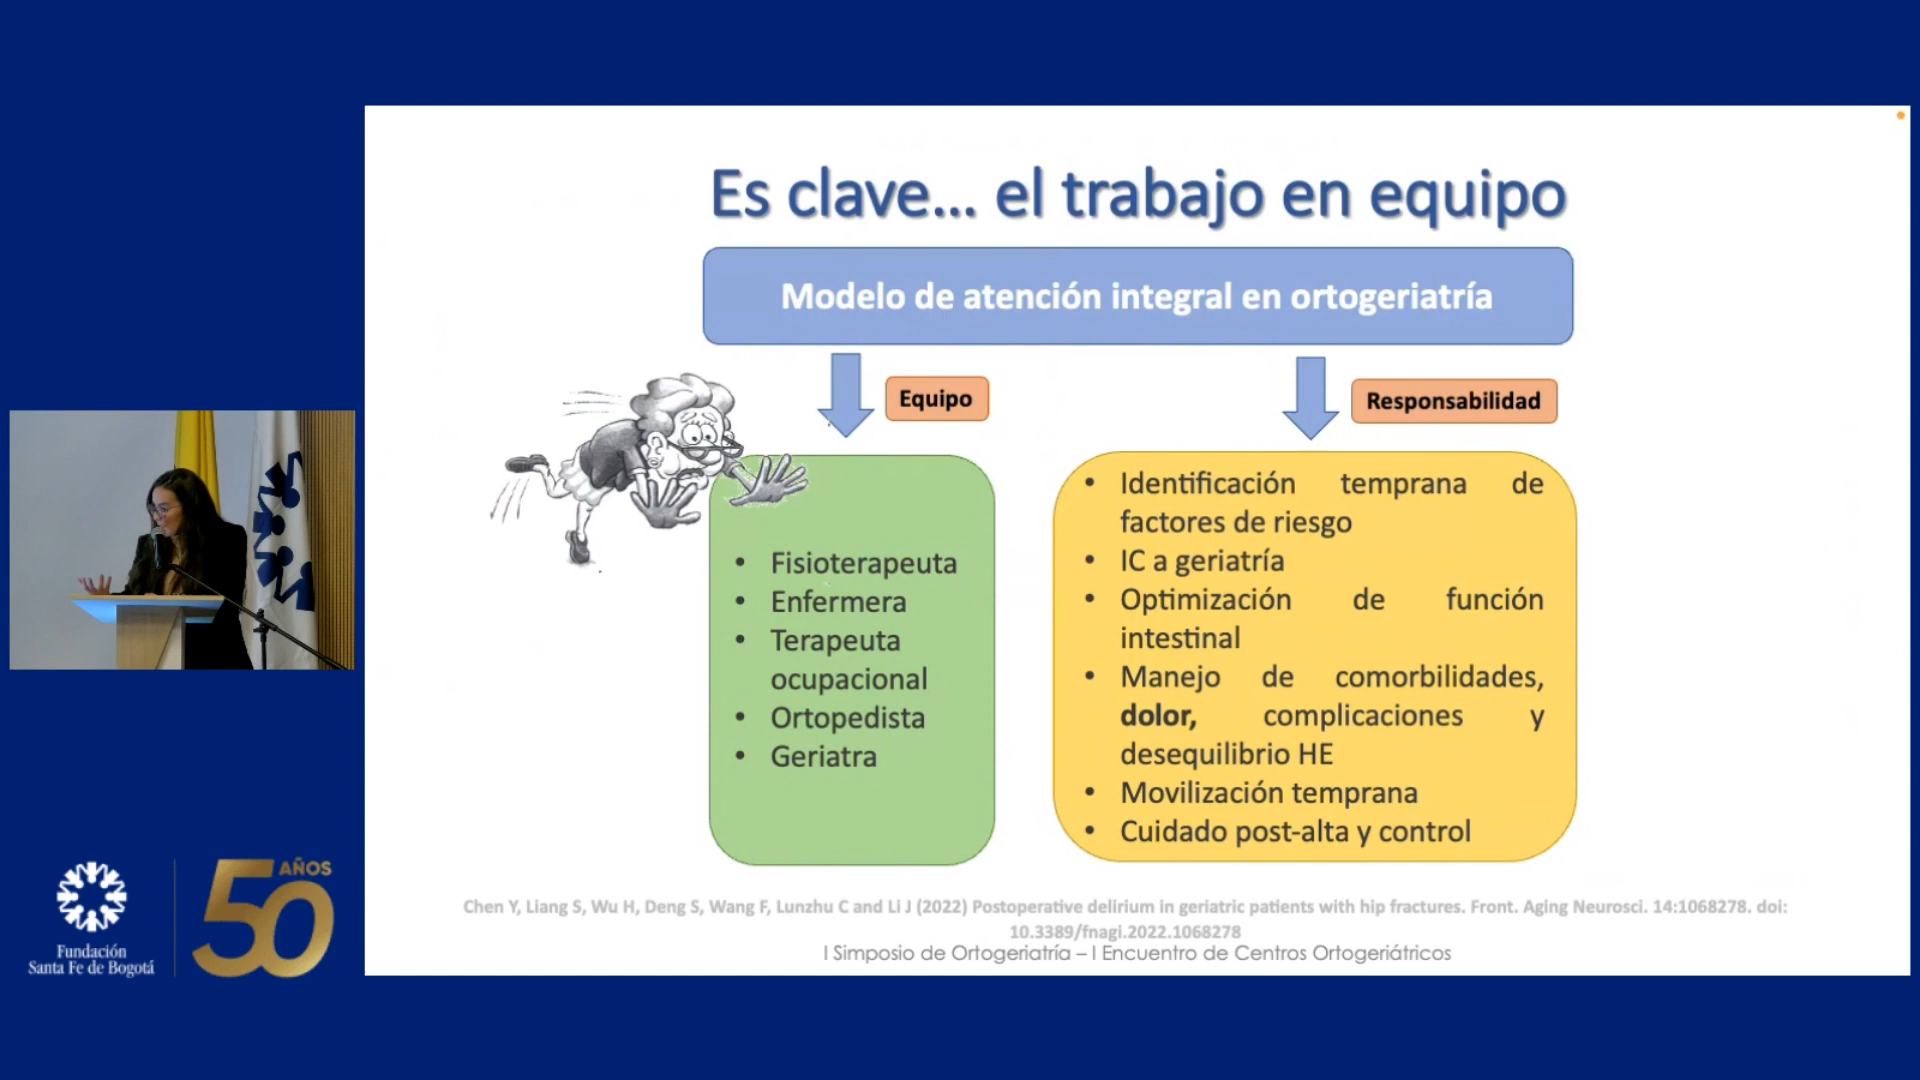 Es clave... el trabajo en equipo
Modelo de atención integral en ortogeriatría
Equipo
Fisioterapeuta
Enfermera
Terapeuta
ocupacional
Ortopedista
Geriatra
Responsabilidad
Identificación temprana de
factores de riesgo
IC a geriatría
Optimización de función
intestinal
Manejo de comorbilidades,
dolor, complicaciones y
desequilibrio HE
Movilización temprana
Cuidado post-alta y control
Chen Y, Liang S, Wu H, Deng S, Wang F, Lunzhu C and Li J (2022) Postoperative delirium in geriatric patients with hip fractures. Front. Aging Neurosci. 14:1068278. doi:
10.3389/fnagi.2022.1068278
I Simposio de Ortogeriatría – I Encuentro de Centros Ortogeriátricos
Fundación
Santa Fe de Bogotá
50 AÑOS